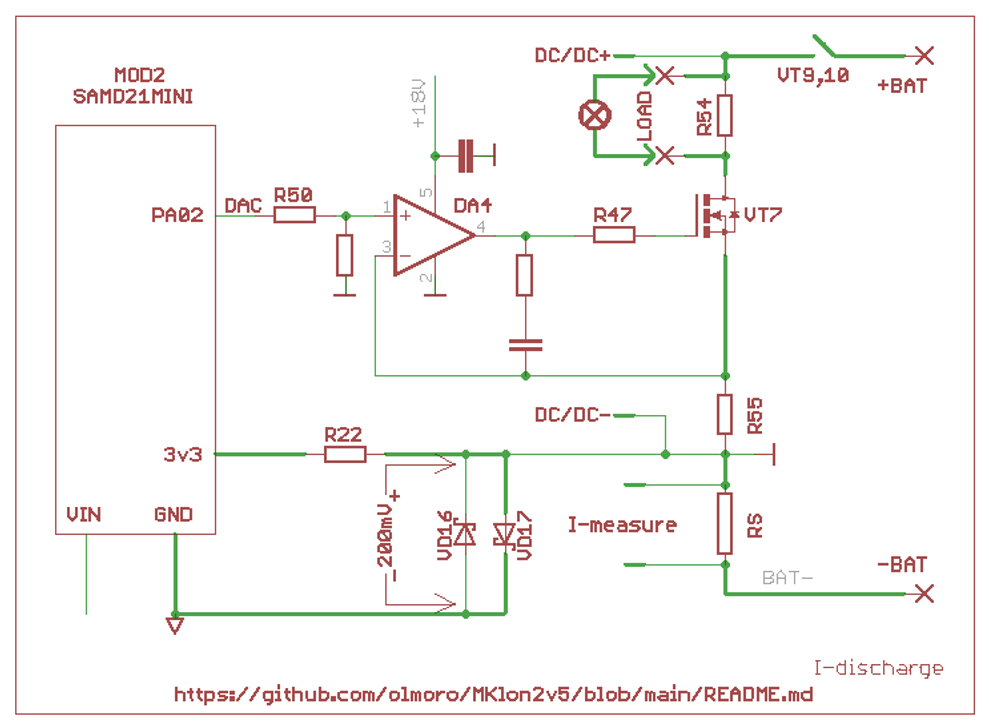 DC/DC+
MOD2
SAMD21MINI
VT9,10
+BAT
+18V
LOAD
R54
5
DA4
R50
DAC
PA02
1
R47
VT7
4
3
2
DC/DC-
R55
R22
3v3
+
200mV
-
VD16
VD17
I-measure
RS
VIN
GND
-BAT
BAT-
I-discharge
https://github.com/olmoro/MKlon2v5/blob/main/README.md